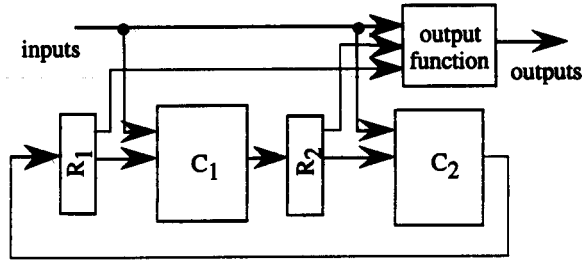 inputs
output
function
outputs
R1
C1
R2
C2